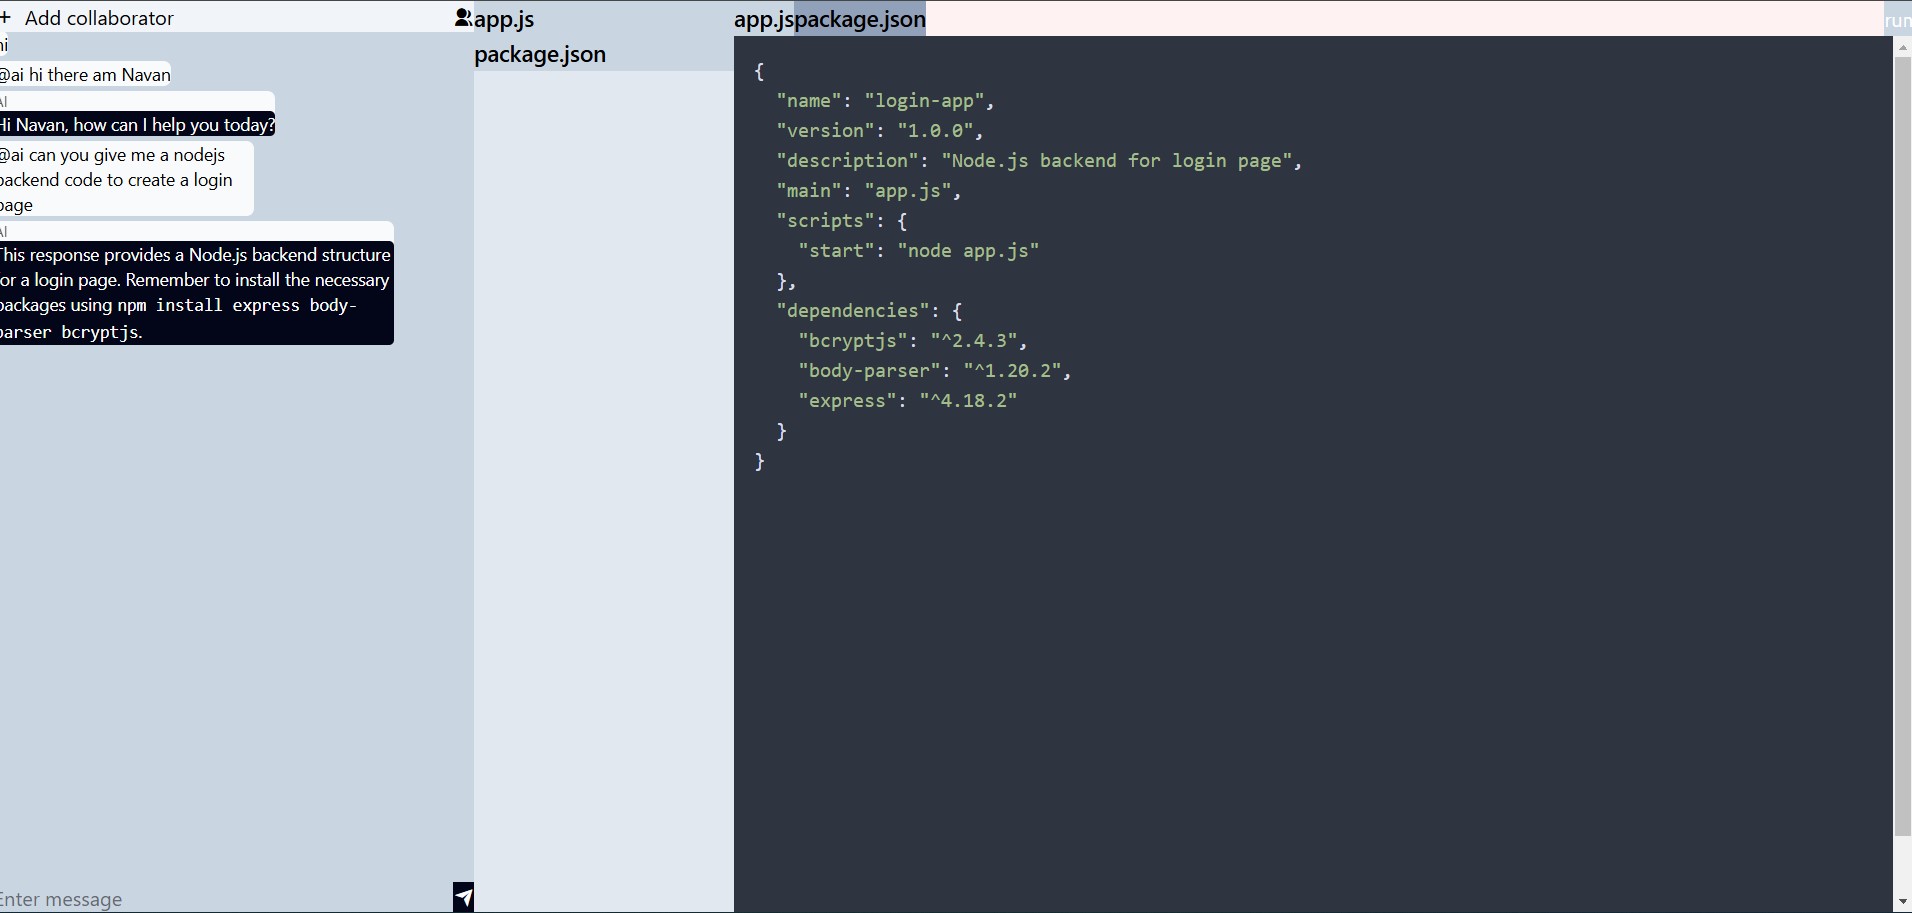 + Add collaborator
hi
@ai hi there am Navan
AI
Hi Navan, how can I help you today?
@ai can you give me a nodejs
backend code to create a login
page
AI
This response provides a Node.js backend structure
for a login page. Remember to install the necessary
packages using npm install express body-
parser bcryptjs.
Enter message
app.js
package.json
app.js package.json
run
{
  "name": "login-app",
  "version": "1.0.0",
  "description": "Node.js backend for login page",
  "main": "app.js",
  "scripts": {
    "start": "node app.js"
  },
  "dependencies": {
    "bcryptjs": "^2.4.3",
    "body-parser": "^1.20.2",
    "express": "^4.18.2"
  }
}